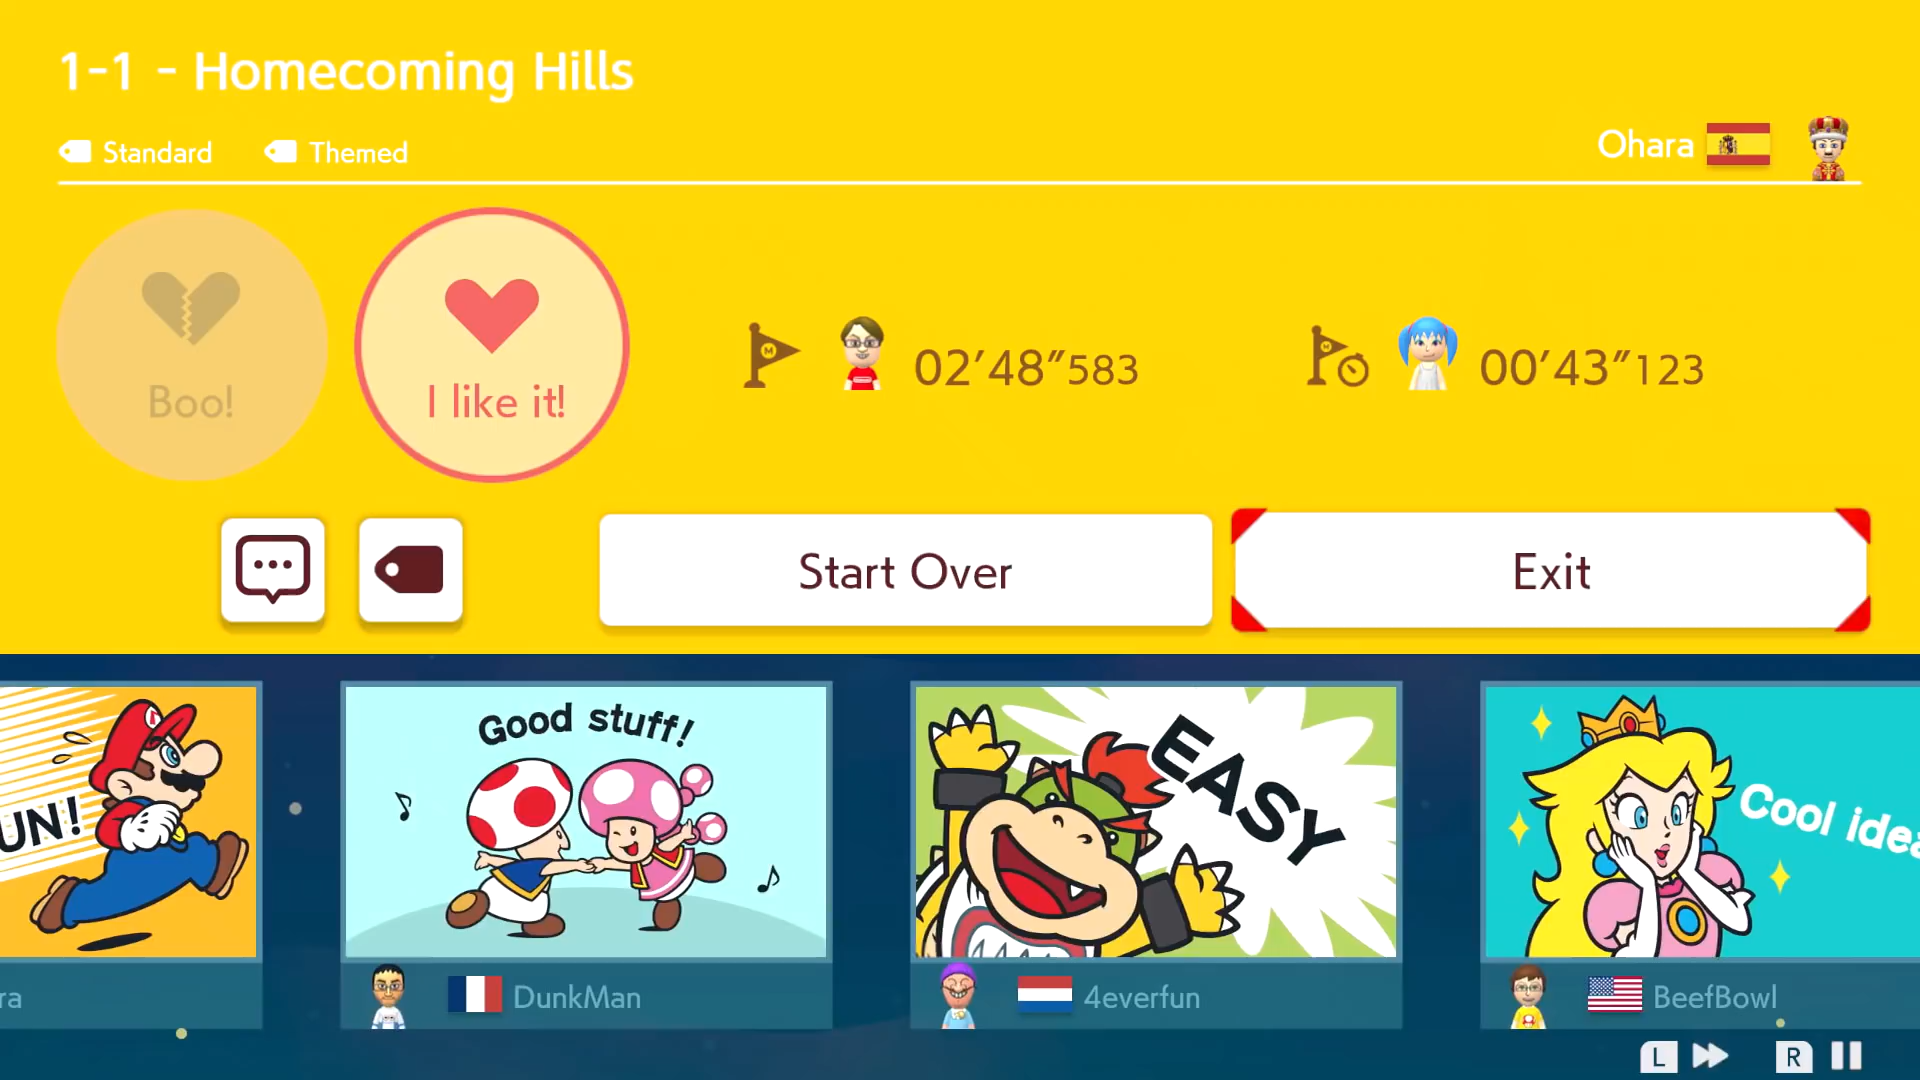 1-1 - Homecoming Hills
Standard
Themed
Ohara
Boo!
I like it!
M
02'48"583
M
00'43"123
Start Over
Exit
UN!
Good stuff!
EASY
Cool idea
ra
DunkMan
4everfun
BeefBowl
L
R